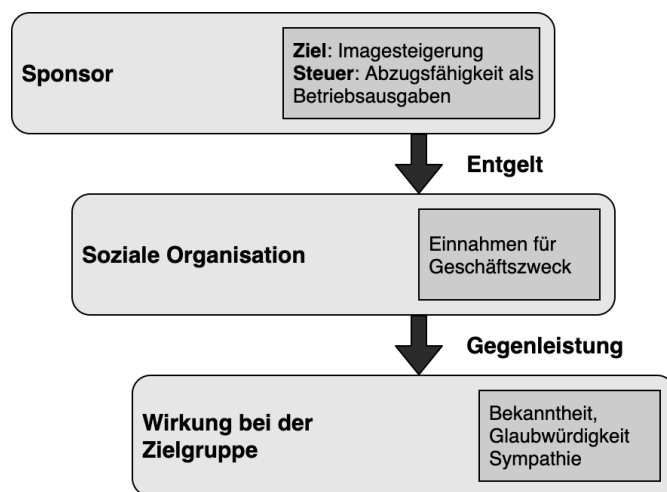 Sponsor
Ziel: Imagesteigerung
Steuer: Abzugsfähigkeit als
Betriebsausgaben
Entgelt
Soziale Organisation
Einnahmen für
Geschäftszweck
Gegenleistung
Wirkung bei der
Zielgruppe
Bekanntheit,
Glaubwürdigkeit
Sympathie